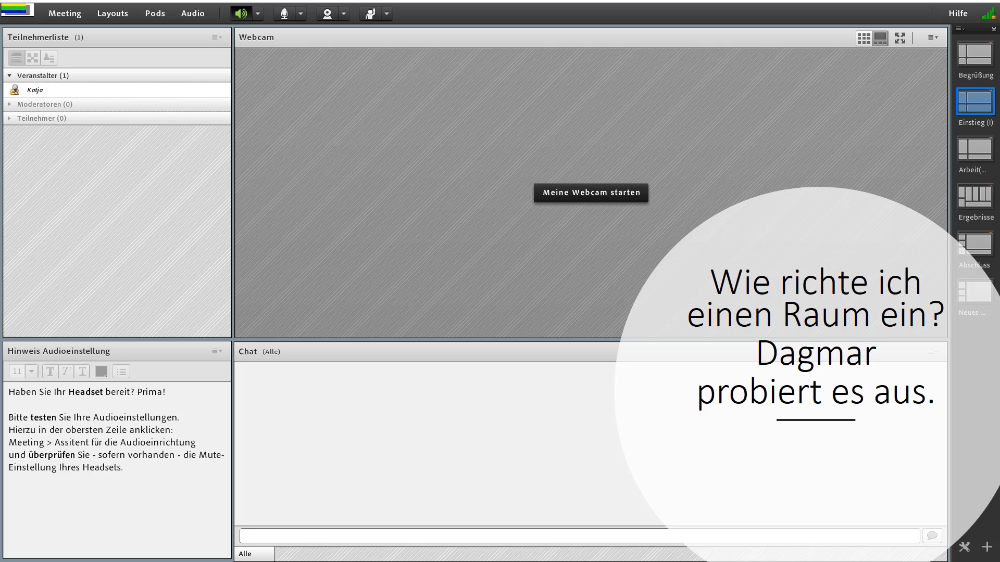 Meeting Layouts Pods Audio Hilfe
Teilnehmerliste (1)
Veranstalter (1)
Katja
Moderatoren (0)
Teilnehmer (0)
Webcam
Meine Webcam starten
Begrüßung
Einstieg (I)
Arbeit(...
Ergebnisse
Abschluss
Neues ...
Wie richte ich
einen Raum ein?
Dagmar
probiert es aus.
Hinweis Audioeinstellung
11 T T T
Haben Sie Ihr Headset bereit? Prima!
Bitte testen Sie Ihre Audioeinstellungen.
Hierzu in der obersten Zeile anklicken:
Meeting > Assitent für die Audioeinrichtung
und überprüfen Sie - sofern vorhanden - die Mute-
Einstellung Ihres Headsets.
Chat (Alle)
Alle